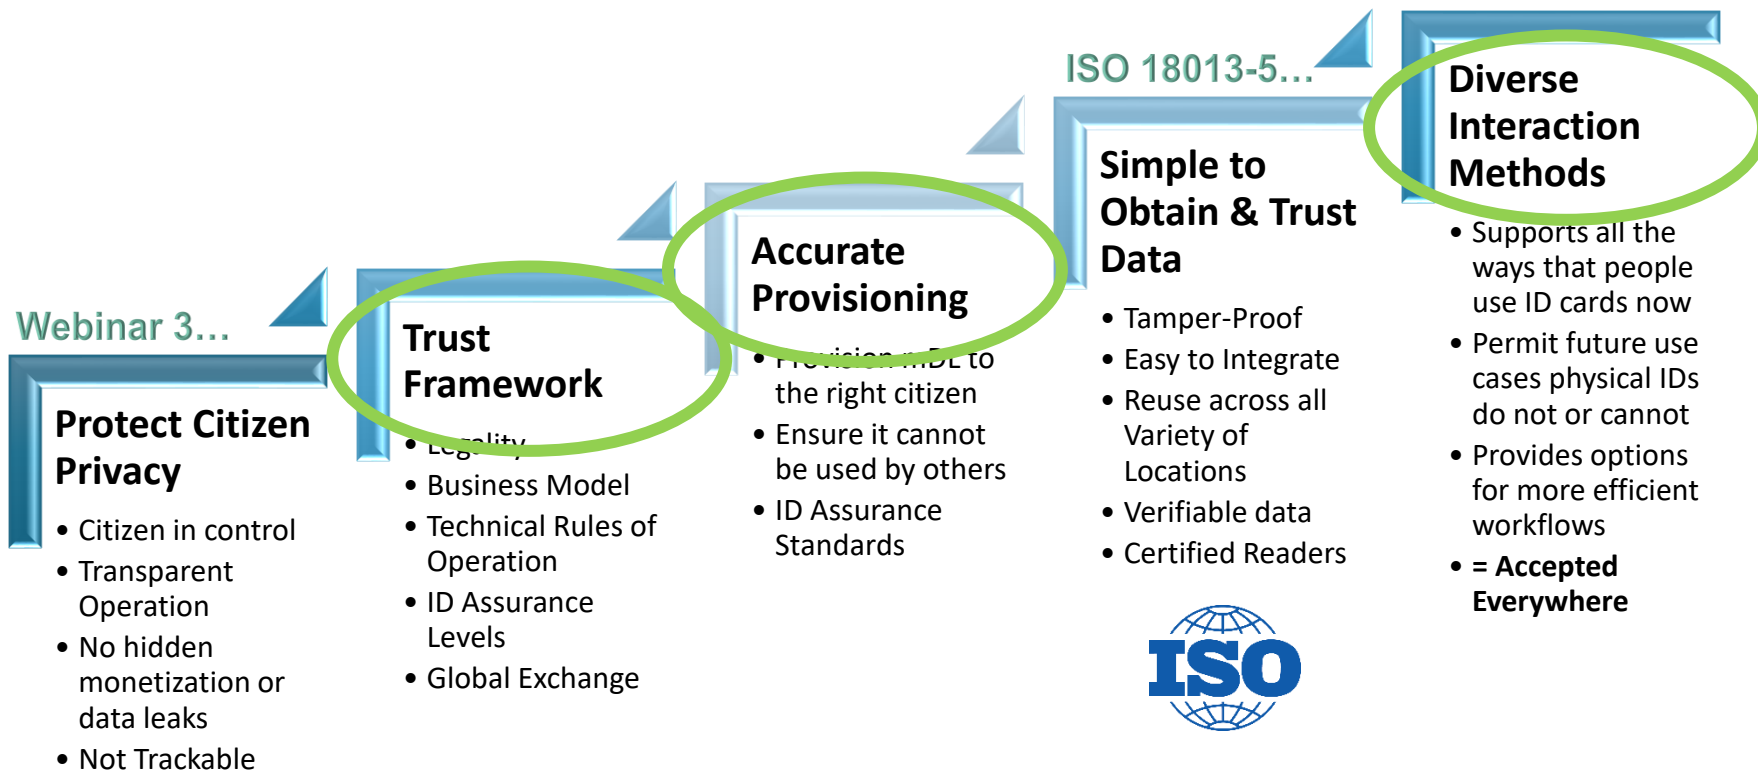 Webinar 3...
Protect Citizen
Privacy
• Citizen in control
• Transparent
Operation
• No hidden
monetization or
data leaks
• Not Trackable
Trust
Framework
• Legality
• Business Model
• Technical Rules of
Operation
• ID Assurance
Levels
• Global Exchange
Accurate
Provisioning
• Provision mDL to
the right citizen
• Ensure it cannot
be used by others
• ID Assurance
Standards
ISO 18013-5...
Simple to
Obtain & Trust
Data
• Tamper-Proof
• Easy to Integrate
• Reuse across all
Variety of
Locations
• Verifiable data
• Certified Readers
ISO
Diverse
Interaction
Methods
• Supports all the
ways that people
use ID cards now
• Permit future use
cases physical IDs
do not or cannot
• Provides options
for more efficient
workflows
• = Accepted
Everywhere